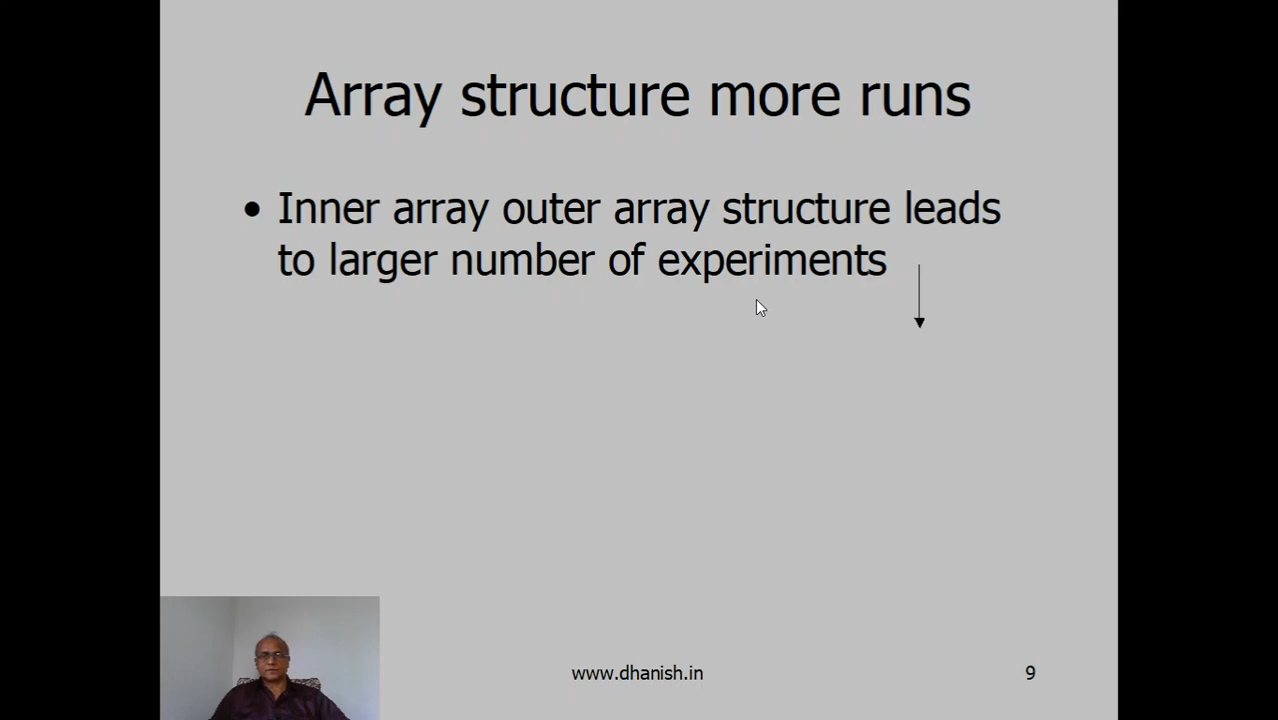 Array structure more runs
• Inner array outer array structure leads
to larger number of experiments
www.dhanish.in
9